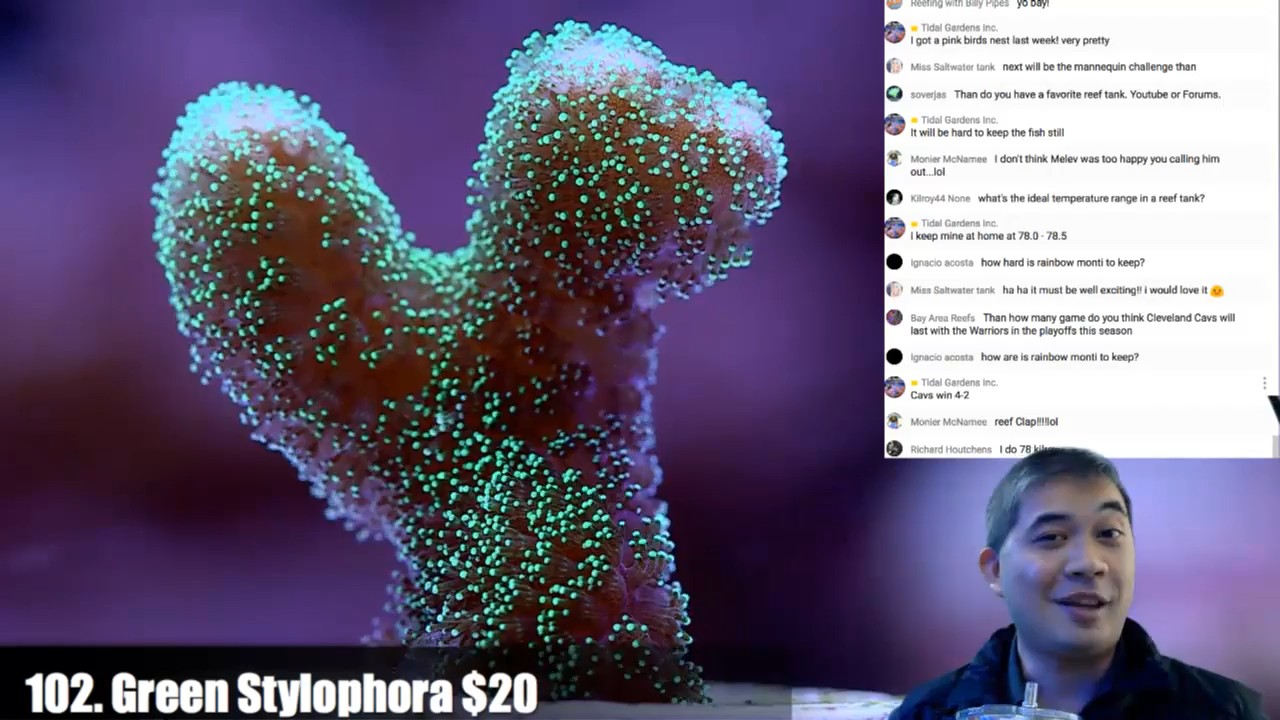 Reefing with Billy Pipes yo bay!
Tidal Gardens Inc.
I got a pink birds nest last week! very pretty
Miss Saltwater tank next will be the mannequin challenge than
soverjas Than do you have a favorite reef tank. Youtube or Forums.
Tidal Gardens Inc.
It will be hard to keep the fish still
Monier McNamee I don't think Melev was too happy you calling him
out...lol
Kilroy44 None what's the ideal temperature range in a reef tank?
Tidal Gardens Inc.
I keep mine at home at 78.0 - 78.5
Ignacio acosta how hard is rainbow monti to keep?
Miss Saltwater tank ha ha it must be well exciting!! i would love it
Bay Area Reefs Than how many game do you think Cleveland Cavs will
last with the Warriors in the playoffs this season
Ignacio acosta how are is rainbow monti to keep?
Tidal Gardens Inc.
Cavs win 4-2
Monier McNamee reef Clap!!!!lol
Richard Houtchens I do 78
102. Green Stylophora $20